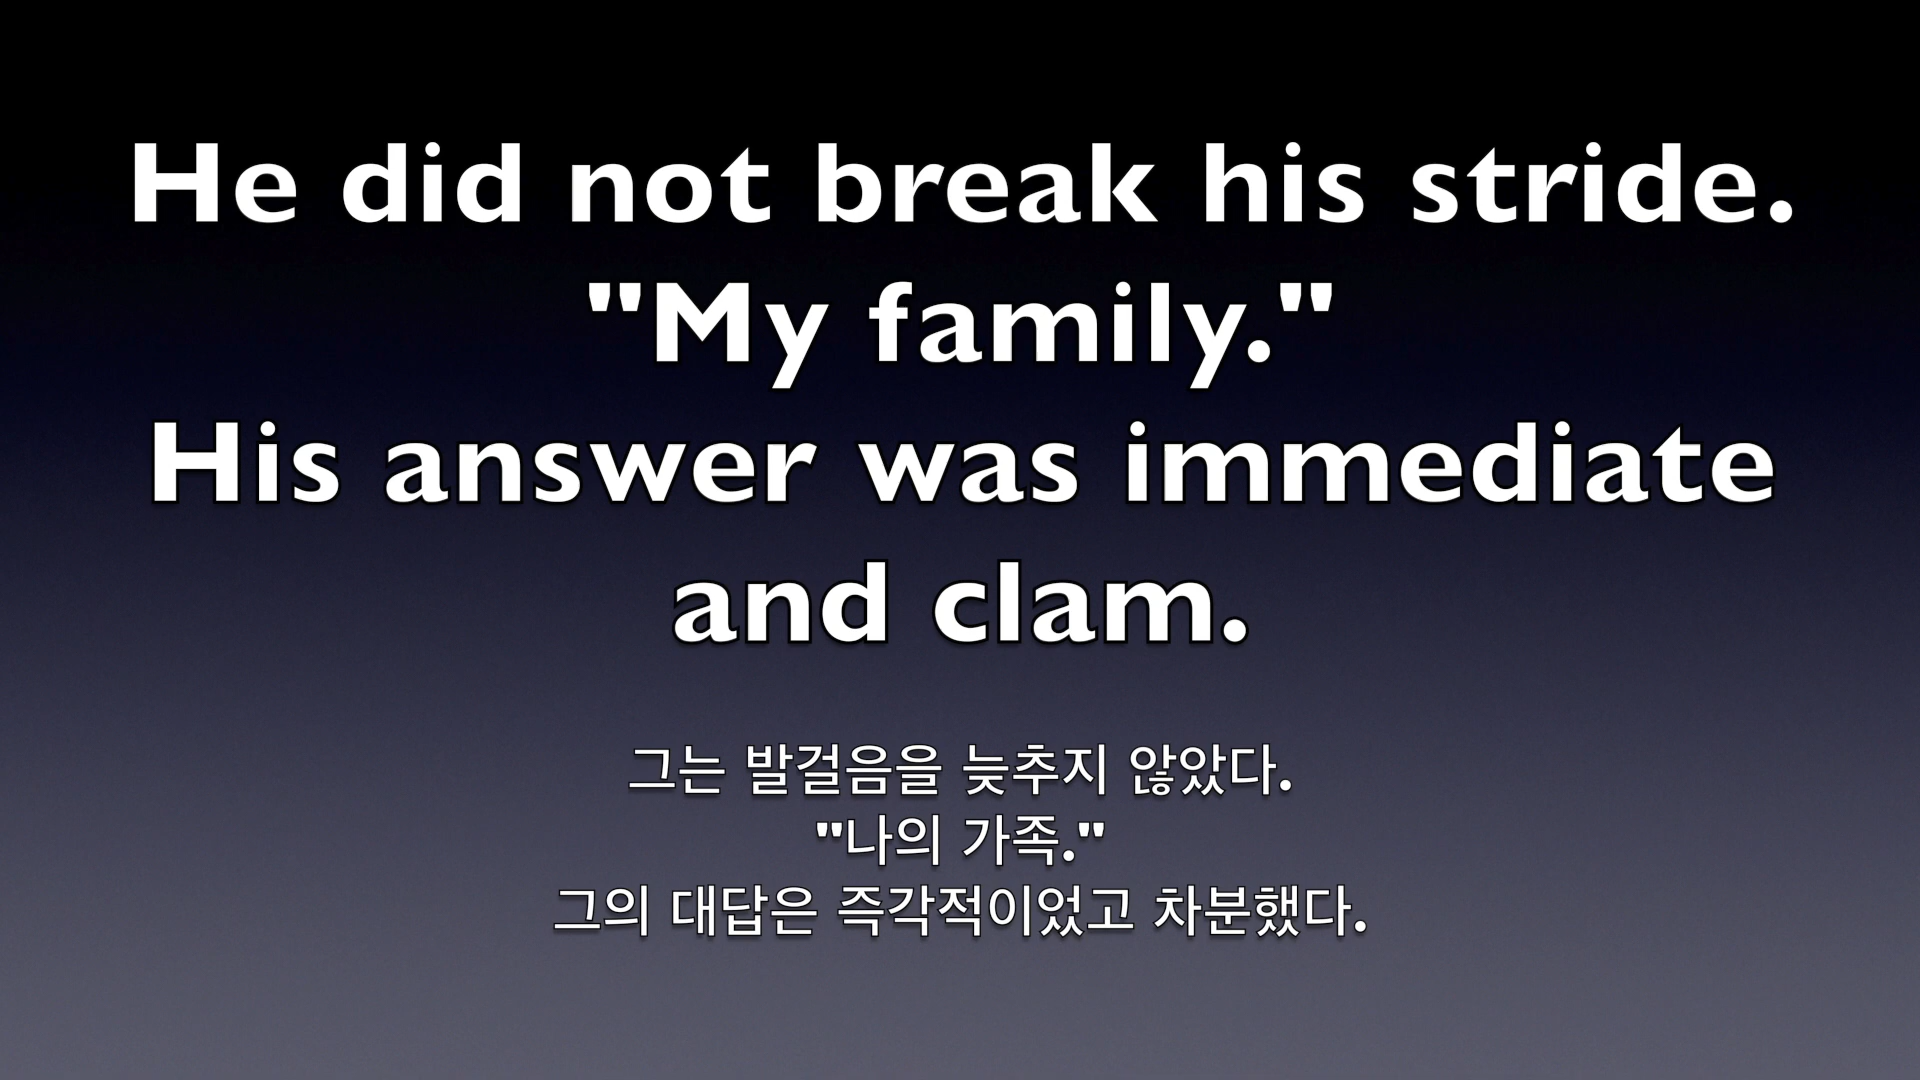 He did not break his stride.
"My family."
His answer was immediate
and clam.
그는 발걸음을 늦추지 않았다.
"나의 가족."
그의 대답은 즉각적이었고 차분했다.